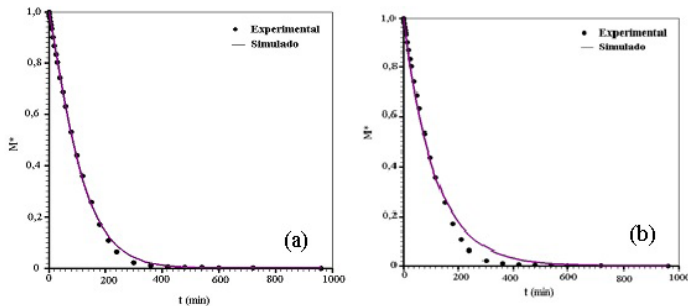 1,0
0,8
0,6
0,4
0,2
0
M*
Experimental
Simulado
(a)
0 200 400 600 800 1000
t (min)
1,0
0,8
0,6
0,4
0,2
0
M*
Experimental
Simulado
(b)
0 200 400 600 800 1000
t (min)